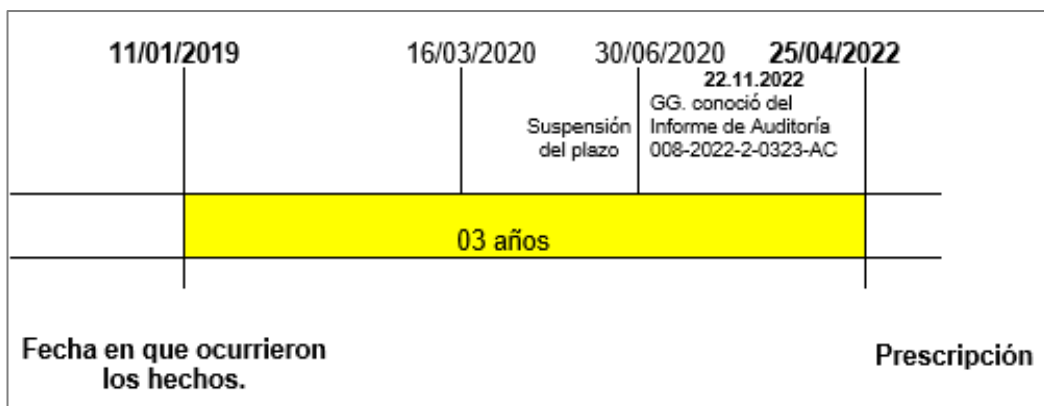 11/01/2019 16/03/2020 30/06/2020 25/04/2022
22.11.2022
GG. conoció del
Informe de Auditoría
008-2022-2-0323-AC
Suspensión
del plazo
03 años
Fecha en que ocurrieron
los hechos.
Prescripción